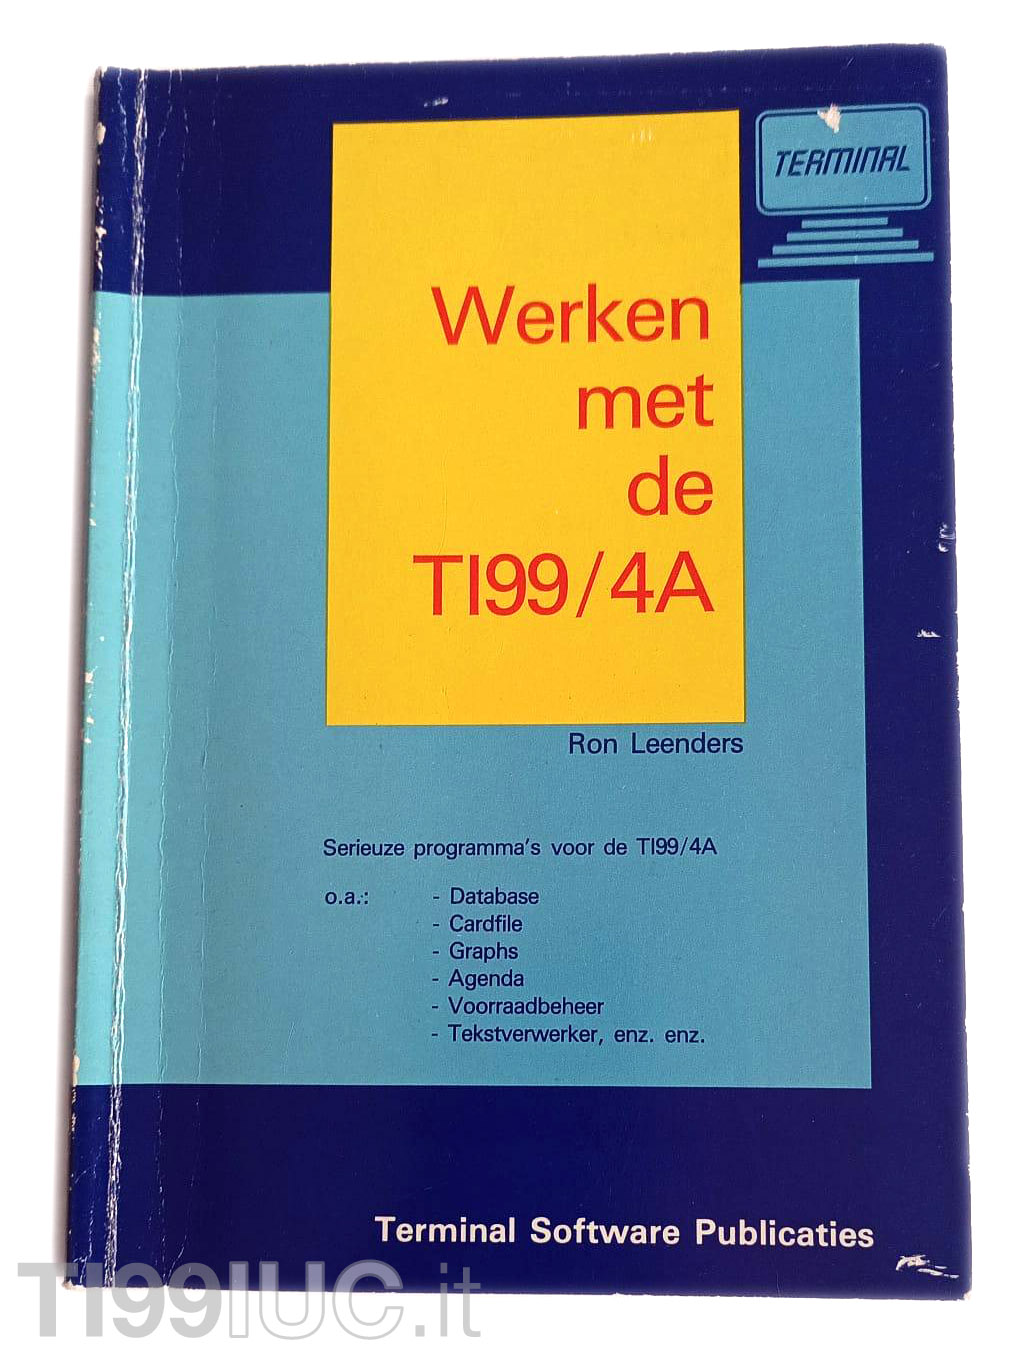 TERMINAL
Werken
met
de
TI99/4A
Ron Leenders
Serieuze programma's voor de TI99/4A
o.a.: - Database
- Cardfile
- Graphs
- Agenda
- Voorraadbeheer
- Tekstverwerker, enz. enz.
Terminal Software Publicaties
TI99IUC.it